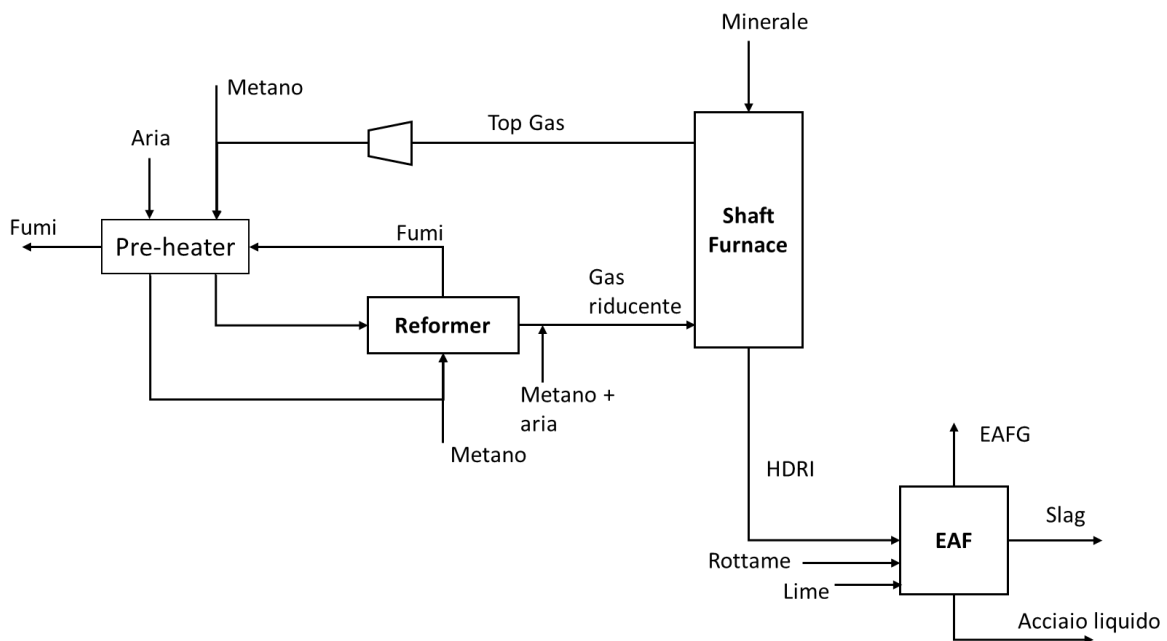 Minerale
Metano
Top Gas
Aria
Shaft
Furnace
Fumi
Pre-heater
Fumi
Gas
riducente
Reformer
Metano +
aria
Metano
EAFG
HDRI
Slag
EAF
Rottame
Lime
Acciaio liquido